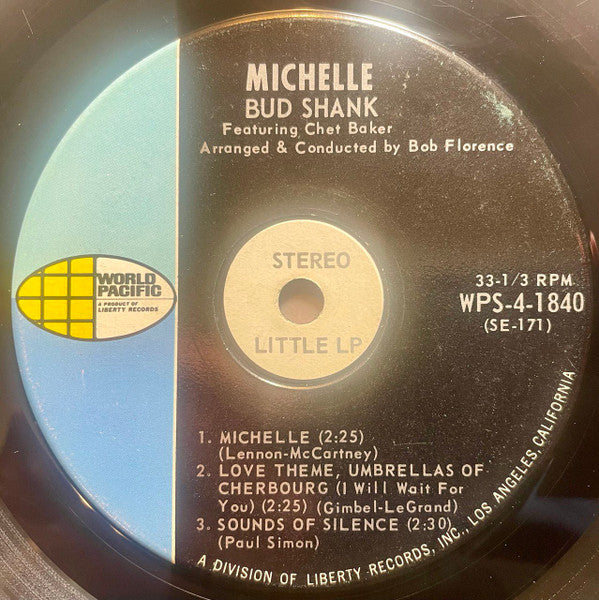 MICHELLE
BUD SHANK
Featuring Chet Baker
Arranged & Conducted by Bob Florence
WORLD
PACIFIC
A PRODUCT OF
LIBERTY RECORDS
STEREO
LITTLE LP
33-1/3 RPM
WPS-4-1840
(SE-171)
1. MICHELLE (2:25)
(Lennon-McCartney)
2. LOVE THEME, UMBRELLAS OF
CHERBOURG (I Will Wait For
You) (2:25) (Gimbel-LeGrand)
3. SOUNDS OF SILENCE (2:30)
(Paul Simon)
A DIVISION OF LIBERTY RECORDS, INC., LOS ANGELES, CALIFORNIA